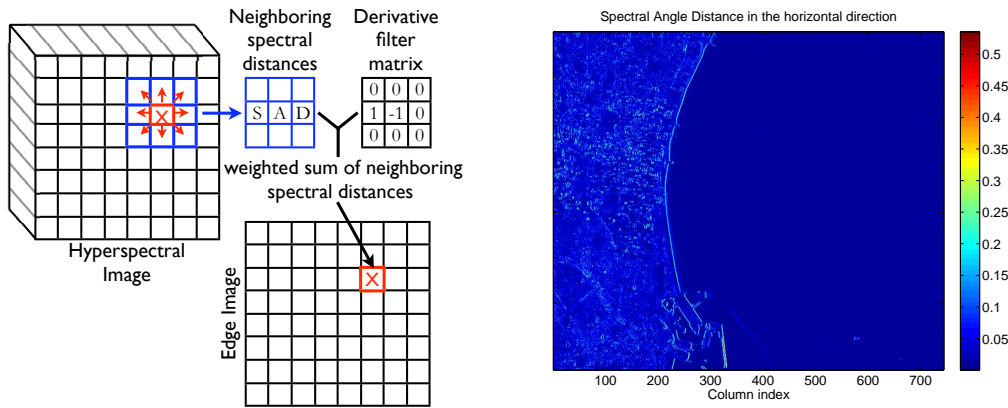 Neighboring
spectral
distances
Derivative
filter
matrix
S A D
0 0 0
1 -1 0
0 0 0
X
weighted sum of neighboring
spectral distances
Hyperspectral
Image
Edge Image
X
Spectral Angle Distance in the horizontal direction
0.5
0.45
0.4
0.35
0.3
0.25
0.2
0.15
0.1
0.05
100 200 300 400 500 600 700
Column index